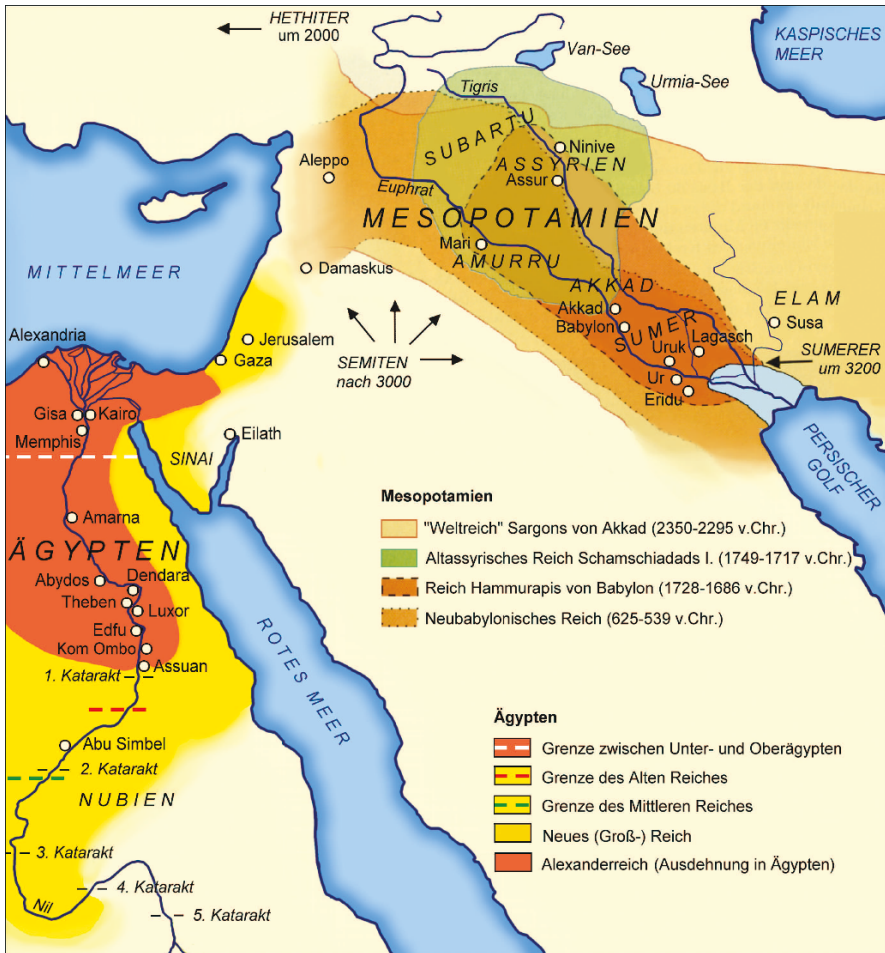 HETHITER
um 2000
Van-See
Urmia-See
KASPISCHES
MEER
Tigris
SUBARTU
Ninive
ASSYRIEN
Assur
Aleppo
Euphrat
MESOPOTAMIEN
Mari
AMURRU
MITTELMEER
Damaskus
AKKAD
ELAM
Akkad
Babylon
SUMER
Susa
Lagasch
Uruk
SUMERER
um 3200
Ur
Eridu
Alexandria
Jerusalem
Gaza
SEMITEN
nach 3000
Gisa
Kairo
Memphis
Eilath
SINAI
PERSISCHER
GOLF
Amarna
ÄGYPTEN
Dendara
Abydos
Theben
Luxor
Edfu
Kom Ombo
Assuan
1. Katarakt
ROTES MEER
Abu Simbel
2. Katarakt
NUBIEN
3. Katarakt
4. Katarakt
Nil
5. Katarakt
Mesopotamien
"Weltreich" Sargons von Akkad (2350-2295 v.Chr.)
Altassyrisches Reich Schamschiadads I. (1749-1717 v.Chr.)
Reich Hammurapis von Babylon (1728-1686 v.Chr.)
Neubabylonisches Reich (625-539 v.Chr.)
Ägypten
Grenze zwischen Unter- und Oberägypten
Grenze des Alten Reiches
Grenze des Mittleren Reiches
Neues (Groß-) Reich
Alexanderreich (Ausdehnung in Ägypten)